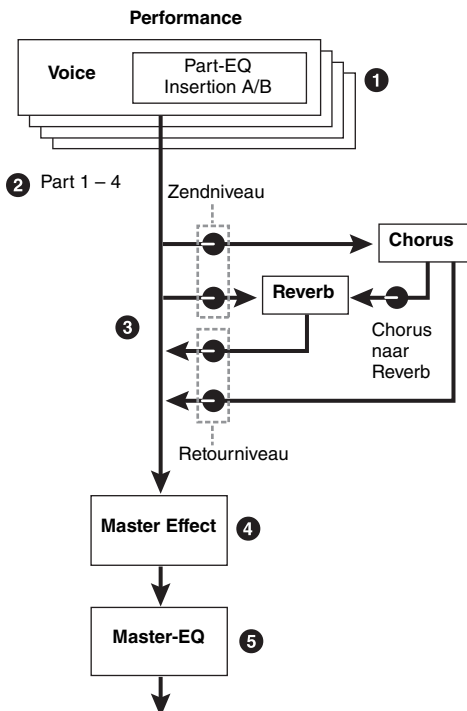 Performance
Voice
Part-EQ
Insertion A/B
1
2 Part 1 – 4
Zendniveau
Chorus
Reverb
3
Chorus
naar
Reverb
Retourniveau
Master Effect
4
Master-EQ
5